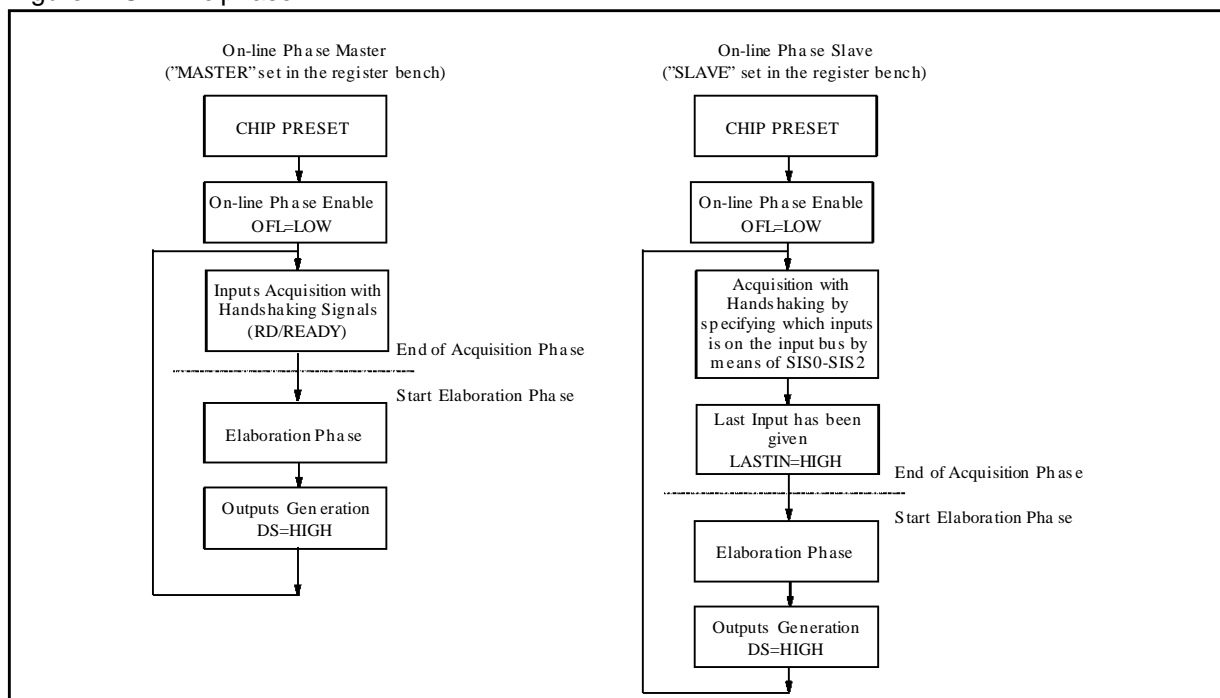 On-line Phase Master
("MASTER" set in the register bench)
CHIP PRESET
On-line Phase Enable
OFL=LOW
Inputs Acquisition with
Handshaking Signals
(RD/READY)
End of Acquisition Phase
Start Elaboration Phase
Elaboration Phase
Outputs Generation
DS=HIGH
On-line Phase Slave
("SLAVE" set in the register bench)
CHIP PRESET
On-line Phase Enable
OFL=LOW
Acquisition with
Handshaking by
specifying which inputs
is on the input bus by
means of SIS0-SIS2
Last Input has been
given
LASTIN=HIGH
End of Acquisition Phase
Start Elaboration Phase
Elaboration Phase
Outputs Generation
DS=HIGH